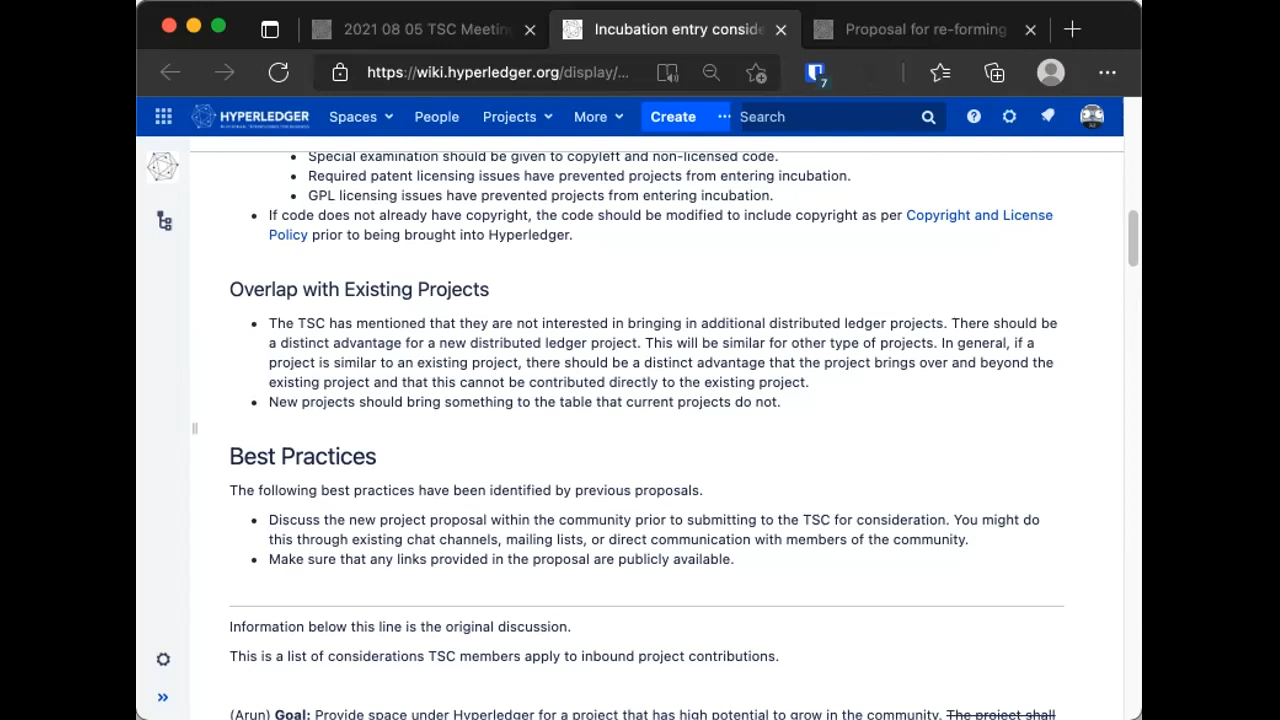 2021 08 05 TSC Meetin
Incubation entry conside
Proposal for re-forming
https://wiki.hyperledger.org/display/...
7
HYPERLEDGER
Spaces
People
Projects
More
Create
Search
Special examination should be given to copyleft and non-licensed code.
Required patent licensing issues have prevented projects from entering incubation.
GPL licensing issues have prevented projects from entering incubation.
If code does not already have copyright, the code should be modified to include copyright as per Copyright and License
Policy prior to being brought into Hyperledger.
Overlap with Existing Projects
The TSC has mentioned that they are not interested in bringing in additional distributed ledger projects. There should be
a distinct advantage for a new distributed ledger project. This will be similar for other type of projects. In general, if a
project is similar to an existing project, there should be a distinct advantage that the project brings over and beyond the
existing project and that this cannot be contributed directly to the existing project.
New projects should bring something to the table that current projects do not.
Best Practices
The following best practices have been identified by previous proposals.
Discuss the new project proposal within the community prior to submitting to the TSC for consideration. You might do
this through existing chat channels, mailing lists, or direct communication with members of the community.
Make sure that any links provided in the proposal are publicly available.
Information below this line is the original discussion.
This is a list of considerations TSC members apply to inbound project contributions.
(Arun) Goal: Provide space under Hyperledger for a project that has high potential to grow in the community. The project shall